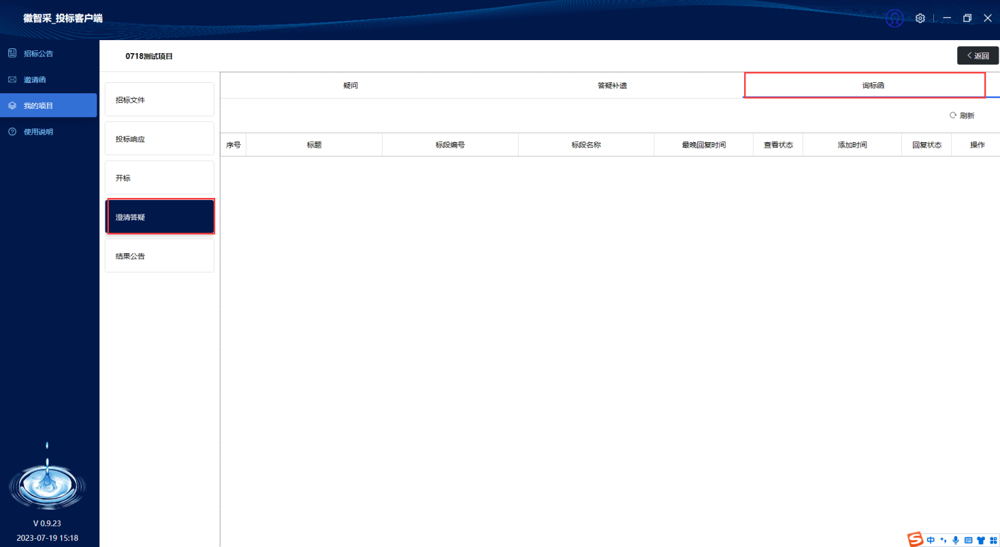 徽智采_投标客户端
招标公告
邀请函
我的项目
使用说明
0718测试项目
返回
招标文件
投标响应
开标
澄清答疑
结果公告
疑问
答疑补遗
询标函
刷新
序号
标题
标段编号
标段名称
最晚回复时间
查看状态
添加时间
回复状态
操作
V 0.9.23
2023-07-19 15:18
S 中